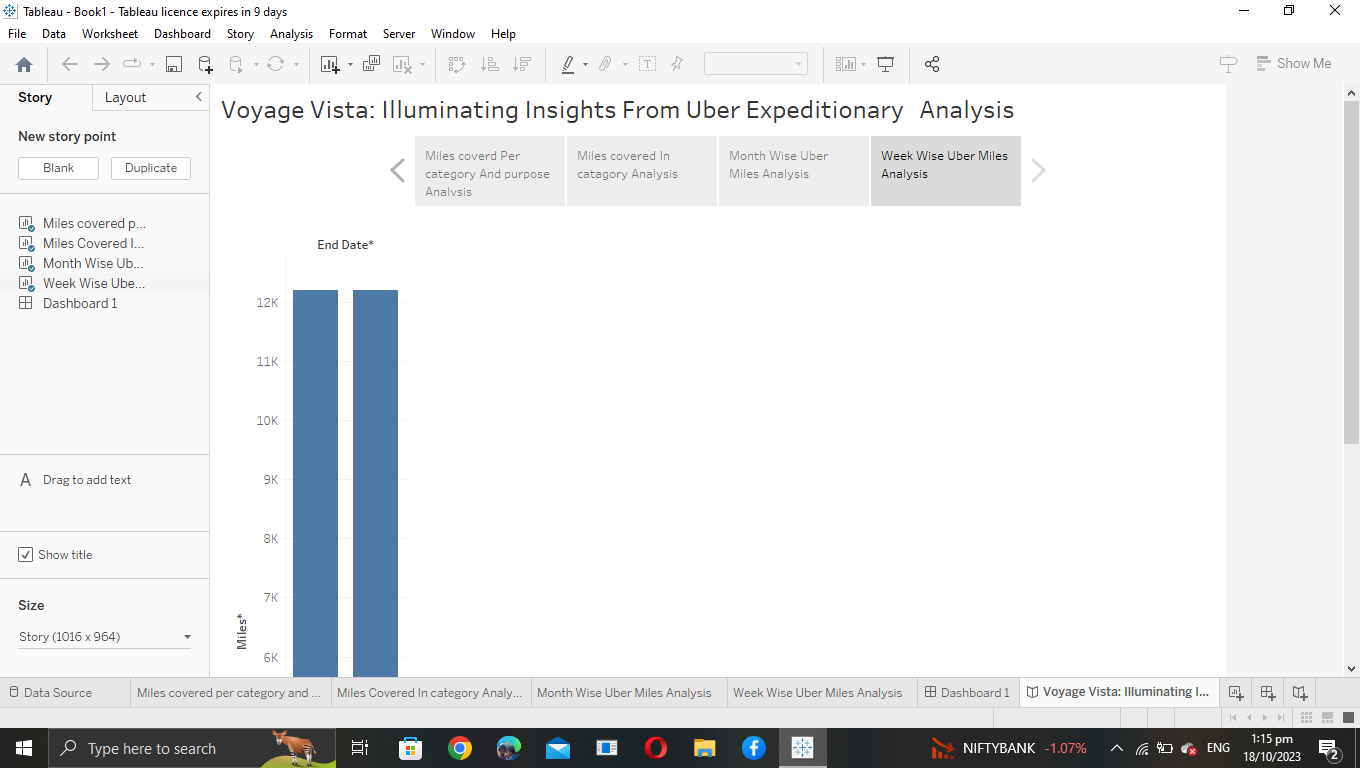 Tableau - Book1 - Tableau licence expires in 9 days
File Data Worksheet Dashboard Story Analysis Format Server Window Help
Show Me
Story Layout
New story point
Blank Duplicate
Miles covered p...
Miles Covered I...
Month Wise Ub...
Week Wise Ube...
Dashboard 1
A Drag to add text
Show title
Size
Story (1016 x 964)
Voyage Vista: Illuminating Insights From Uber Expeditionary Analysis
Miles coverd Per
category And purpose
Analysis
Miles covered In
catagory Analysis
Month Wise Uber
Miles Analysis
Week Wise Uber Miles
Analysis
End Date*
12K
11K
10K
9K
8K
7K
6K
Miles*
Data Source Miles covered per category and ... Miles Covered In category Analy... Month Wise Uber Miles Analysis Week Wise Uber Miles Analysis Dashboard 1 Voyage Vista: Illuminating I...
Type here to search
NIFTYBANK -1.07%
ENG
1:15 pm
18/10/2023
2